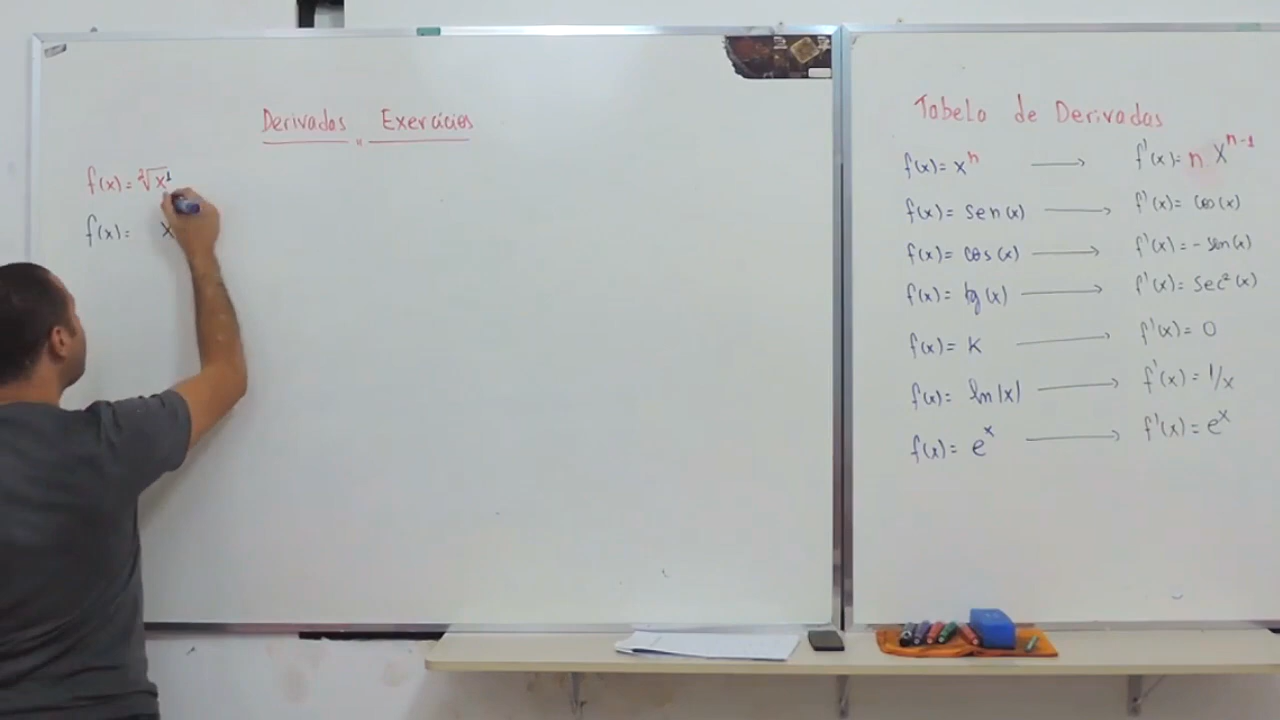 Derivadas Exercícios
f(x) = ²√x¹
f(x) = x
Tabela de Derivadas
f(x) = xⁿ → f'(x) = n . xⁿ⁻¹
f(x) = sen(x) → f'(x) = cos(x)
f(x) = cos(x) → f'(x) = - sen(x)
f(x) = tg(x) → f'(x) = sec²(x)
f(x) = K → f'(x) = 0
f(x) = ln|x| → f'(x) = 1/x
f(x) = eˣ → f'(x) = eˣ